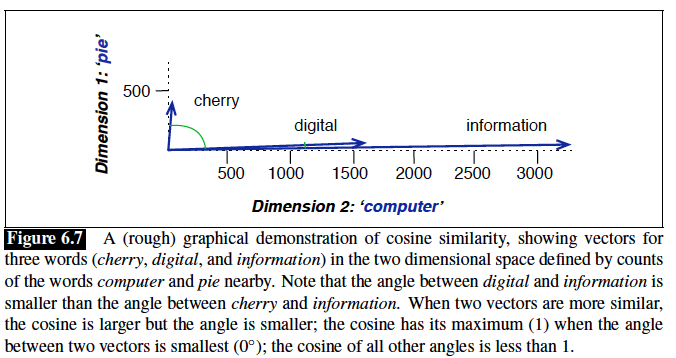 Dimension 1: ‘pie’
500
cherry
digital
information
500 1000 1500 2000 2500 3000
Dimension 2: ‘computer’
Figure 6.7 A (rough) graphical demonstration of cosine similarity, showing vectors for
three words (cherry, digital, and information) in the two dimensional space defined by counts
of the words computer and pie nearby. Note that the angle between digital and information is
smaller than the angle between cherry and information. When two vectors are more similar,
the cosine is larger but the angle is smaller; the cosine has its maximum (1) when the angle
between two vectors is smallest (0°); the cosine of all other angles is less than 1.